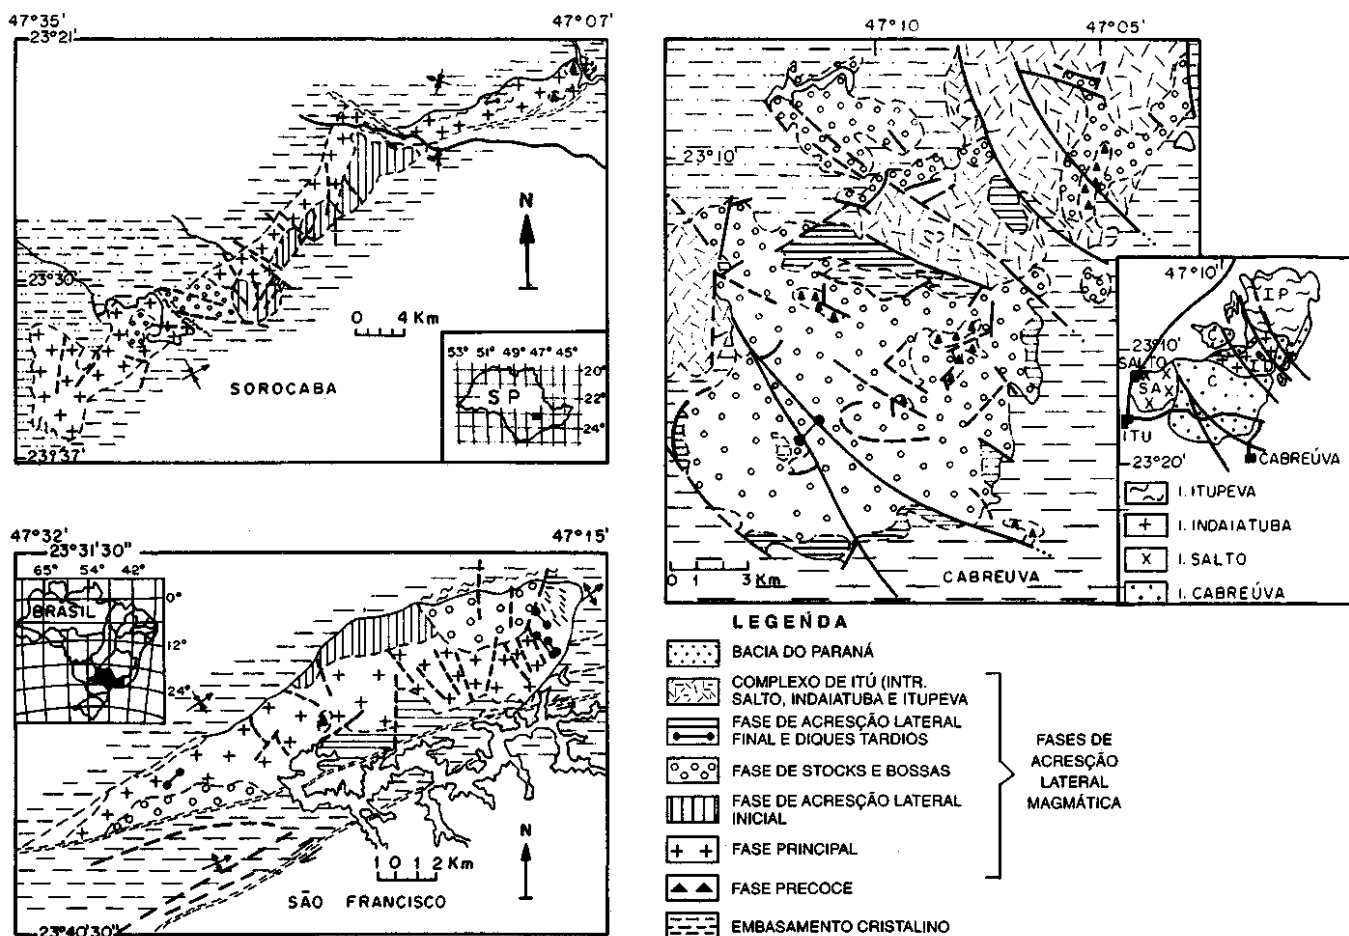 47°35'
47°07'
23°21'
N
23°30'
0 4 Km
SOROCABA
53° 51° 49° 47° 45°
20°
SP
22°
24°
23°37'
47°32'
23°31'30"
47°15'
65° 54° 42°
BRASIL
0°
12°
24°
N
1 0 1 2 Km
SÃO FRANCISCO
23°40'30"
47°10'
47°05'
23°10'
0 1 3 Km
CABREUVA
47°10'
IP
23°10'
SALTO
SA
C
ITU
CABREÚVA
23°20'
I. ITUPEVA
I. INDAIATUBA
I. SALTO
I. CABREÚVA
LEGENDA
BACIA DO PARANÁ
COMPLEXO DE ITÚ (INTR.
SALTO, INDAIATUBA E ITUPEVA
FASE DE ACRESÇÃO LATERAL
FINAL E DIQUES TARDIOS
FASE DE STOCKS E BOSSAS
FASE DE ACRESÇÃO LATERAL
INICIAL
FASE PRINCIPAL
FASE PRECOCE
EMBASAMENTO CRISTALINO
FASES DE
ACRESÇÃO
LATERAL
MAGMÁTICA